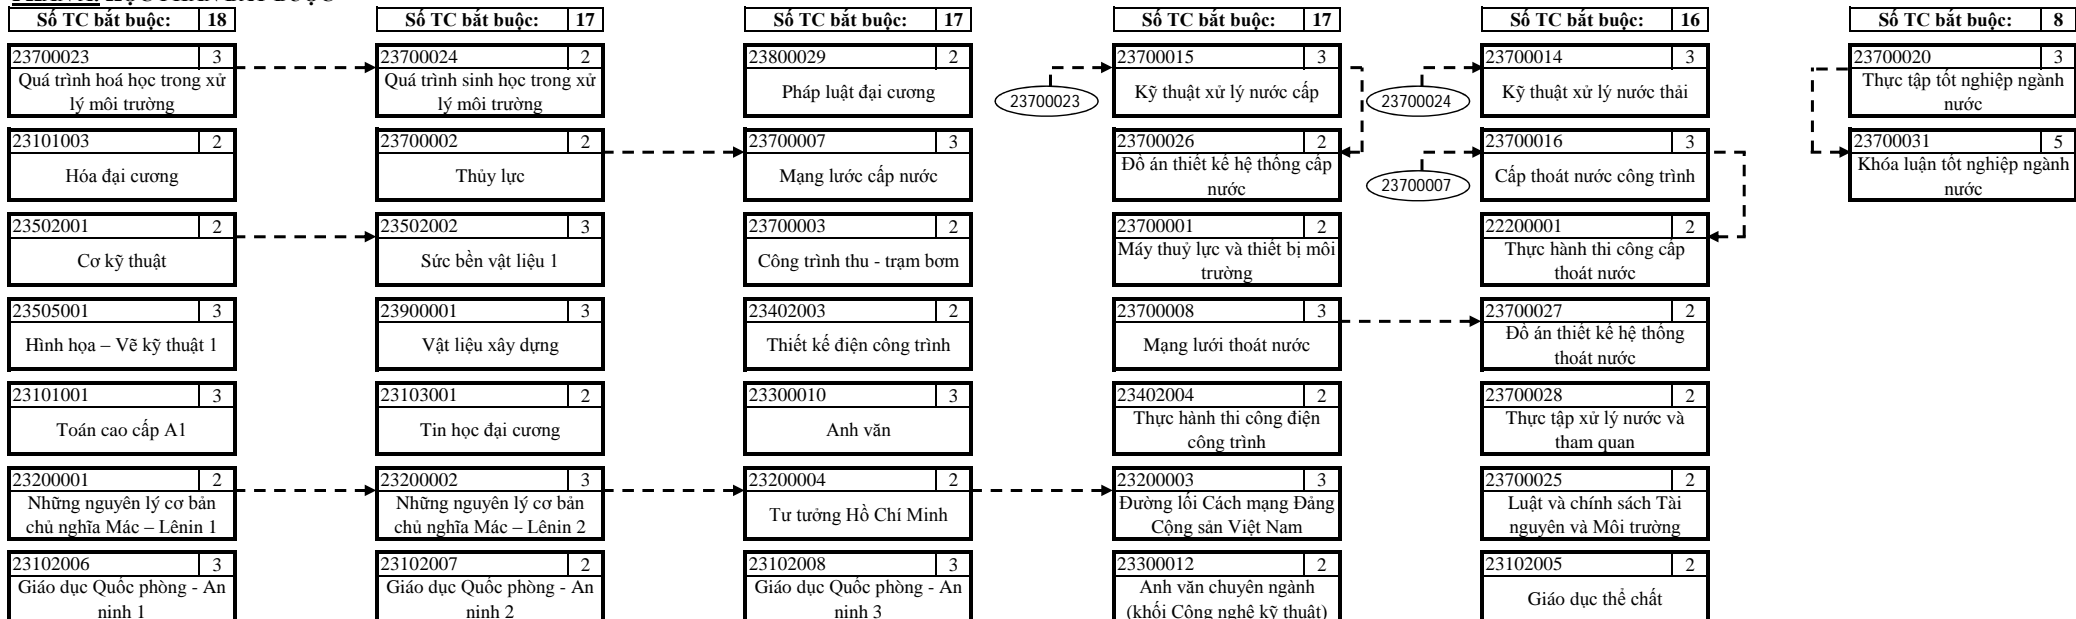 Số TC bắt buộc: 18
23700023 3
Quá trình hoá học trong xử
lý môi trường
23101003 2
Hóa đại cương
23502001 2
Cơ kỹ thuật
23505001 3
Hình họa – Vẽ kỹ thuật 1
23101001 3
Toán cao cấp A1
23200001 2
Những nguyên lý cơ bản
chủ nghĩa Mác – Lênin 1
23102006 3
Giáo dục Quốc phòng - An
ninh 1
Số TC bắt buộc: 17
23700024 2
Quá trình sinh học trong xử
lý môi trường
23700002 2
Thủy lực
23502002 3
Sức bền vật liệu 1
23900001 3
Vật liệu xây dựng
23103001 2
Tin học đại cương
23200002 3
Những nguyên lý cơ bản
chủ nghĩa Mác – Lênin 2
23102007 2
Giáo dục Quốc phòng - An
ninh 2
Số TC bắt buộc: 17
23800029 2
Pháp luật đại cương
23700007 3
Mạng lước cấp nước
23700003 2
Công trình thu - trạm bơm
23402003 2
Thiết kế điện công trình
23300010 3
Anh văn
23200004 2
Tư tưởng Hồ Chí Minh
23102008 3
Giáo dục Quốc phòng - An
ninh 3
Số TC bắt buộc: 17
23700023
23700015 3
Kỹ thuật xử lý nước cấp
23700026 2
Đồ án thiết kế hệ thống cấp
nước
23700001 2
Máy thuỷ lực và thiết bị môi
trường
23700008 3
Mạng lưới thoát nước
23402004 2
Thực hành thi công điện
công trình
23200003 3
Đường lối Cách mạng Đảng
Cộng sản Việt Nam
23300012 2
Anh văn chuyên ngành
(khối Công nghệ kỹ thuật)
Số TC bắt buộc: 16
23700024
23700014 3
Kỹ thuật xử lý nước thải
23700007
23700016 3
Cấp thoát nước công trình
22200001 2
Thực hành thi công cấp
thoát nước
23700027 2
Đồ án thiết kế hệ thống
thoát nước
23700028 2
Thực tập xử lý nước và
tham quan
23700025 2
Luật và chính sách Tài
nguyên và Môi trường
23102005 2
Giáo dục thể chất
Số TC bắt buộc: 8
23700020 3
Thực tập tốt nghiệp ngành
nước
23700031 5
Khóa luận tốt nghiệp ngành
nước